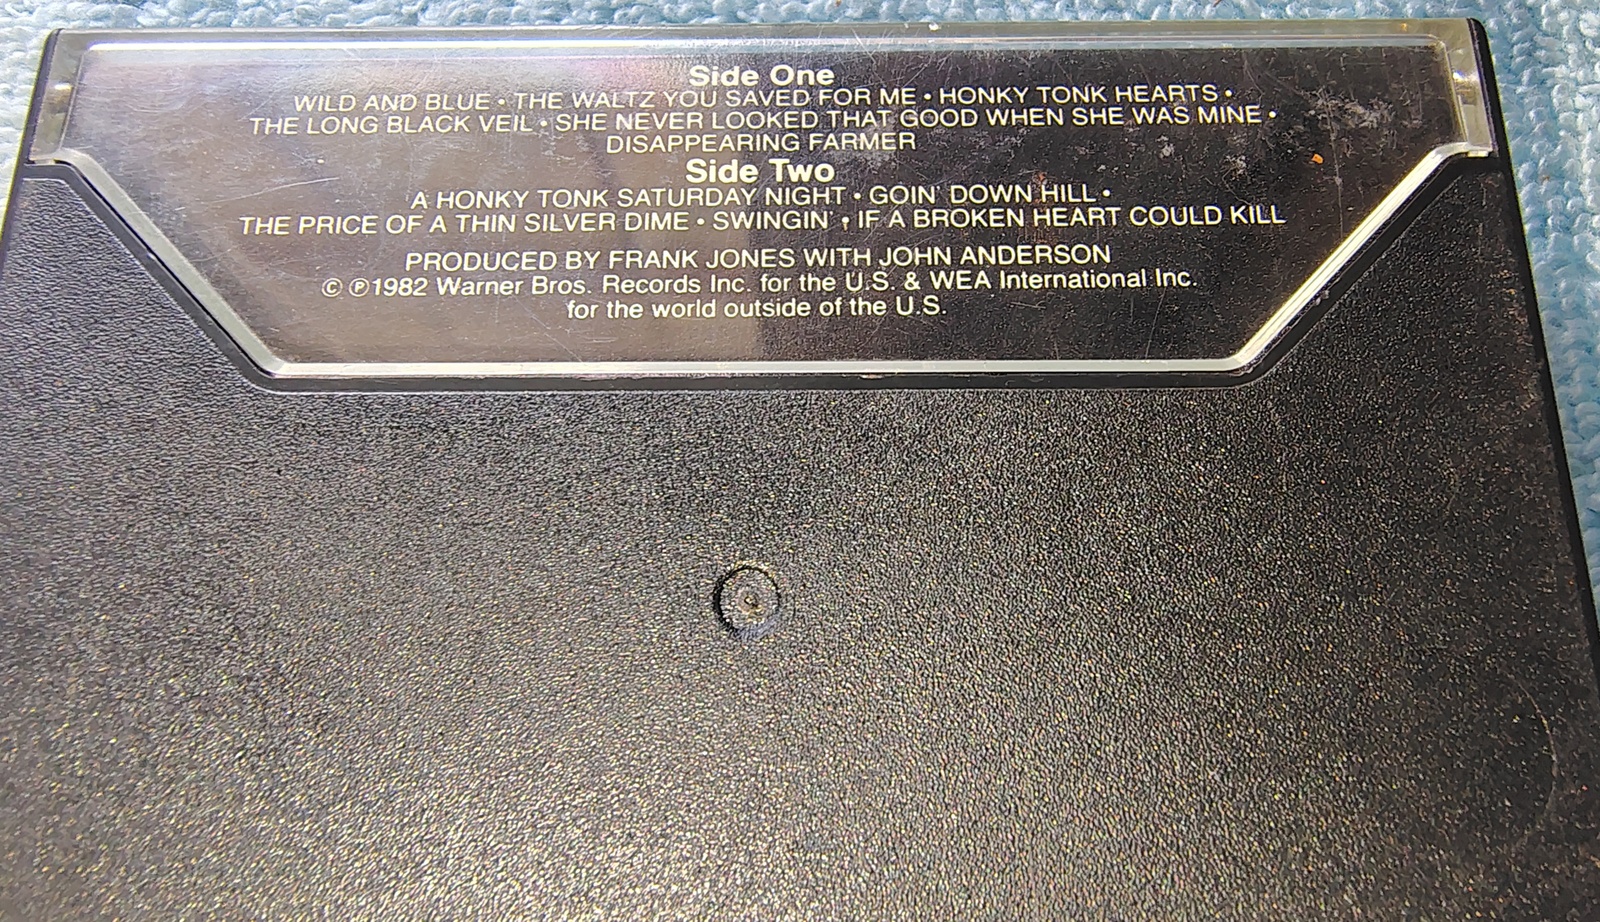 Side One
WILD AND BLUE • THE WALTZ YOU SAVED FOR ME • HONKY TONK HEARTS •
THE LONG BLACK VEIL • SHE NEVER LOOKED THAT GOOD WHEN SHE WAS MINE •
DISAPPEARING FARMER
Side Two
A HONKY TONK SATURDAY NIGHT • GOIN' DOWN HILL •
THE PRICE OF A THIN SILVER DIME • SWINGIN' • IF A BROKEN HEART COULD KILL
PRODUCED BY FRANK JONES WITH JOHN ANDERSON
© ℗ 1982 Warner Bros. Records Inc. for the U.S. & WEA International Inc.
for the world outside of the U.S.